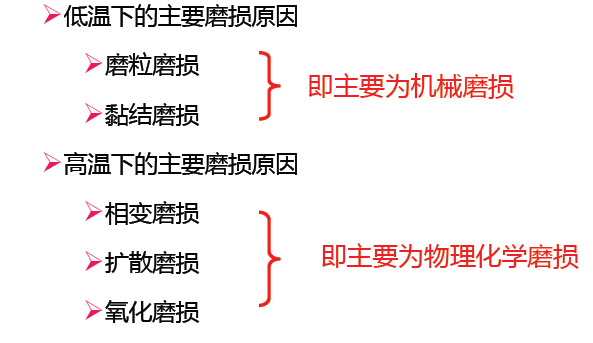 低温下的主要磨损原因
磨粒磨损
黏结磨损
即主要为机械磨损
高温下的主要磨损原因
相变磨损
扩散磨损
氧化磨损
即主要为物理化学磨损